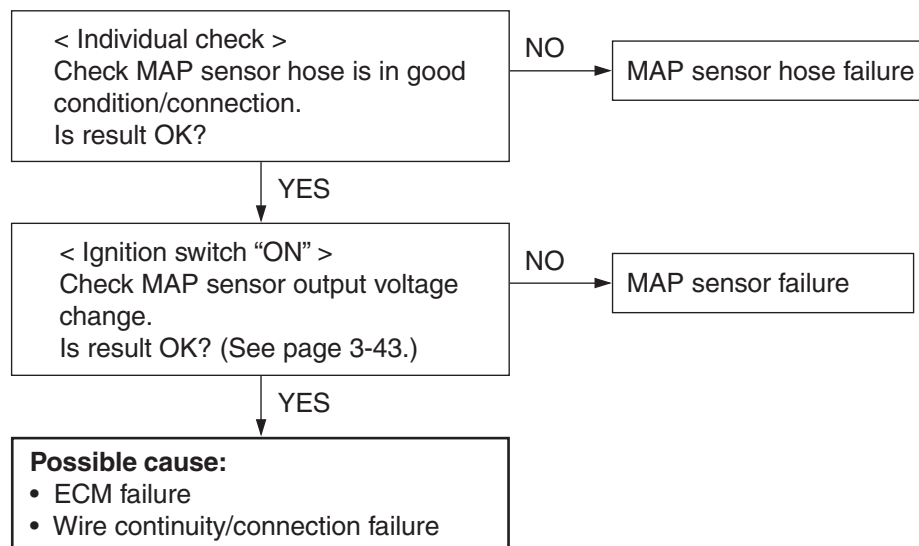 < Individual check >
Check MAP sensor hose is in good
condition/connection.
Is result OK?
NO
MAP sensor hose failure
YES
< Ignition switch “ON” >
Check MAP sensor output voltage
change.
Is result OK? (See page 3-43.)
NO
MAP sensor failure
YES
Possible cause:
• ECM failure
• Wire continuity/connection failure